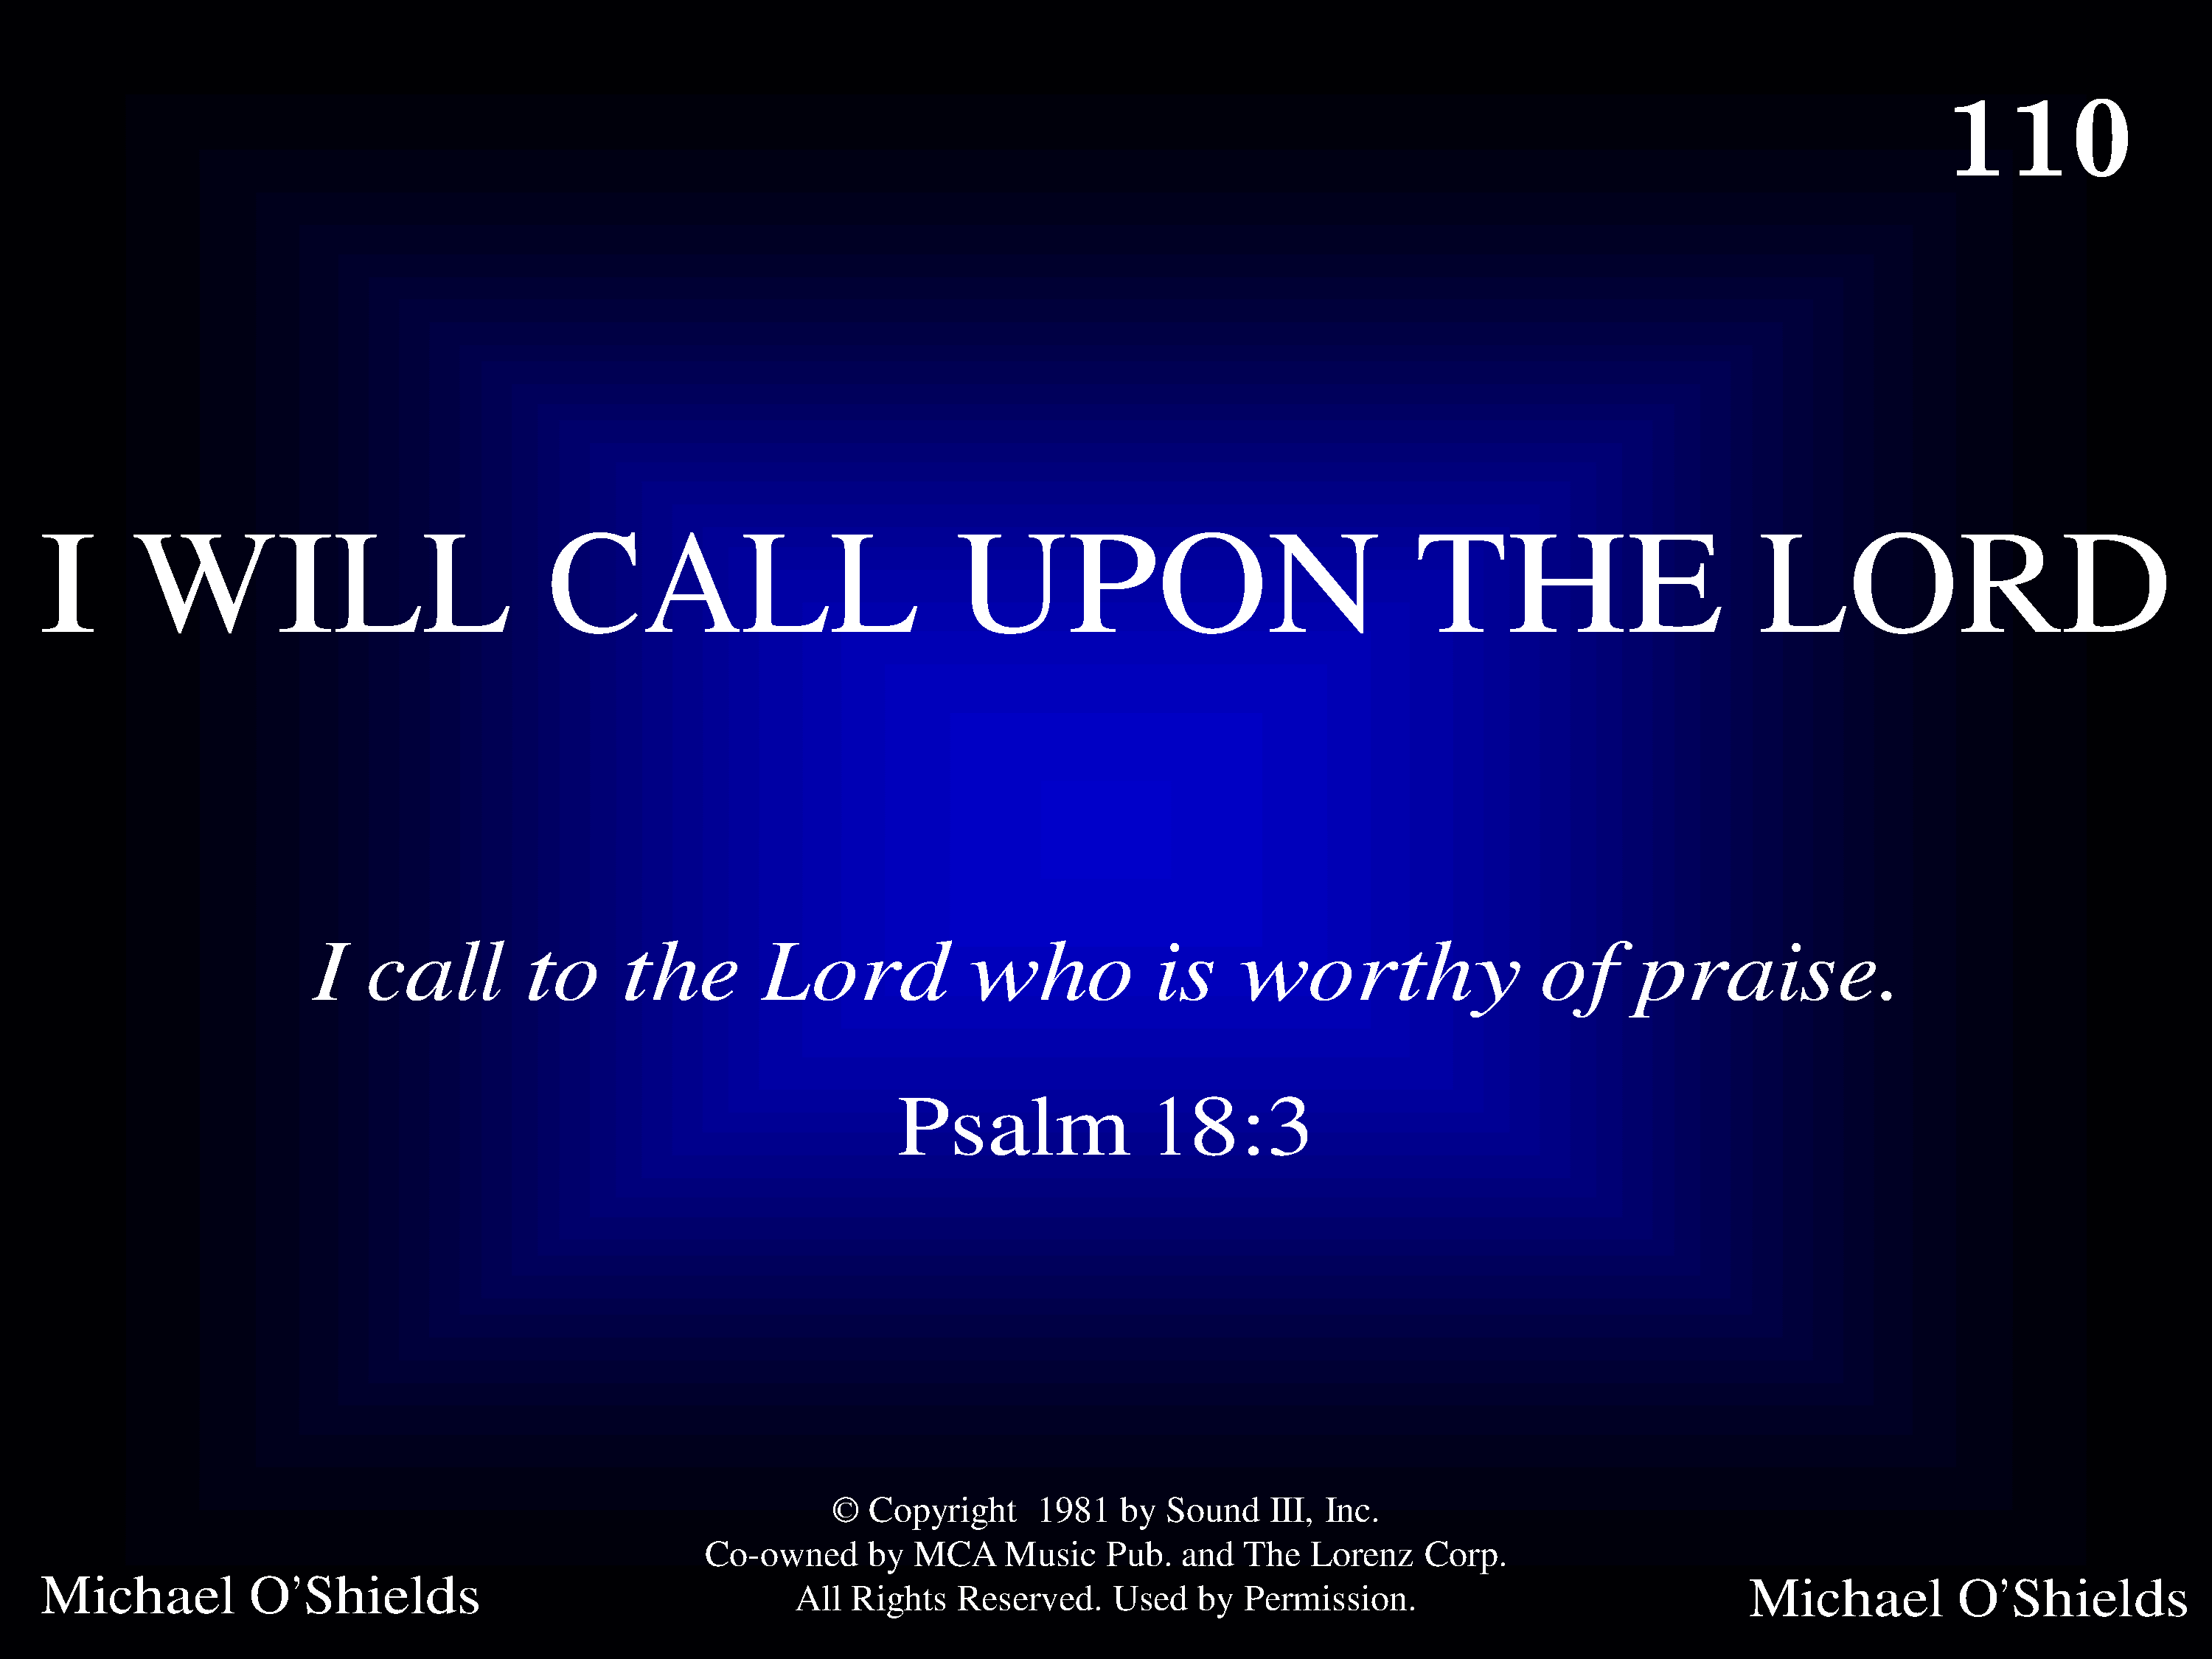 110
I WILL CALL UPON THE LORD
I call to the Lord who is worthy of praise.
Psalm 18:3
© Copyright 1981 by Sound III, Inc.
Co-owned by MCA Music Pub. and The Lorenz Corp.
All Rights Reserved. Used by Permission.
Michael O’Shields
Michael O’Shields